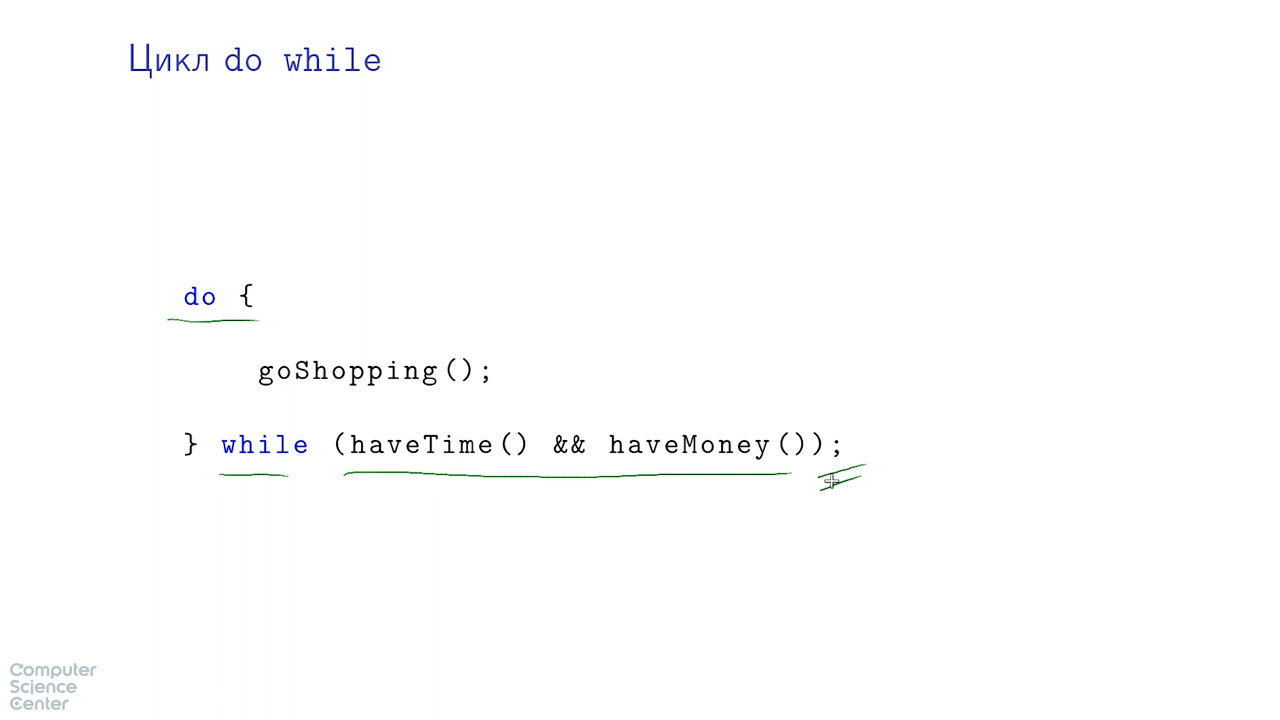 Цикл do while
do {
goShopping();
} while (haveTime() && haveMoney());
Computer
Science
Center